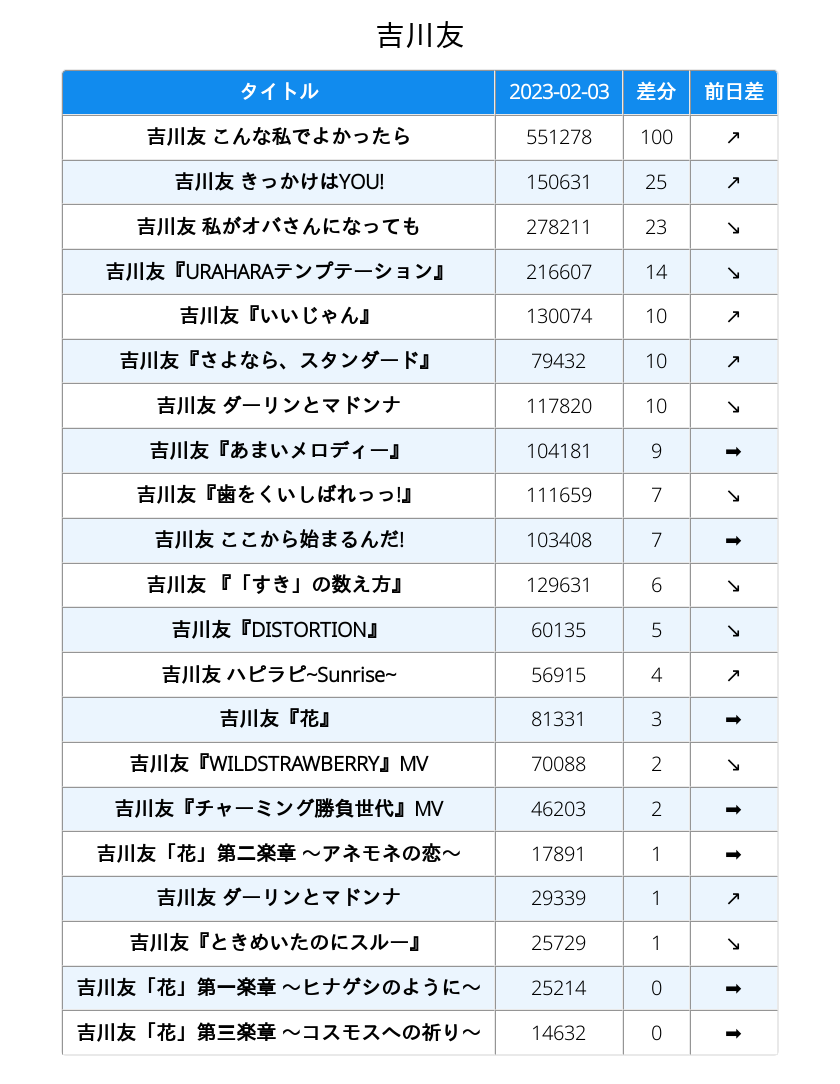 吉川友
タイトル 2023-02-03 差分 前日差
吉川友 こんな私でよかったら 551278 100 ↗
吉川友 きっかけはYOU! 150631 25 ↗
吉川友 私がオバさんになっても 278211 23 ↘
吉川友『URAHARAテンプテーション』 216607 14 ↘
吉川友『いいじゃん』 130074 10 ↗
吉川友『さよなら、スタンダード』 79432 10 ↗
吉川友 ダーリンとマドンナ 117820 10 ↘
吉川友『あまいメロディー』 104181 9 ➡
吉川友『歯をくいしばれっっ!』 111659 7 ↘
吉川友 ここから始まるんだ! 103408 7 ➡
吉川友 『「すき」の数え方』 129631 6 ↘
吉川友『DISTORTION』 60135 5 ↘
吉川友 ハピラピ~Sunrise~ 56915 4 ↗
吉川友『花』 81331 3 ➡
吉川友『WILDSTRAWBERRY』MV 70088 2 ↘
吉川友『チャーミング勝負世代』MV 46203 2 ➡
吉川友「花」第二楽章 〜アネモネの恋〜 17891 1 ➡
吉川友 ダーリンとマドンナ 29339 1 ↗
吉川友『ときめいたのにスルー』 25729 1 ↘
吉川友「花」第一楽章 〜ヒナゲシのように〜 25214 0 ➡
吉川友「花」第三楽章 〜コスモスへの祈り〜 14632 0 ➡